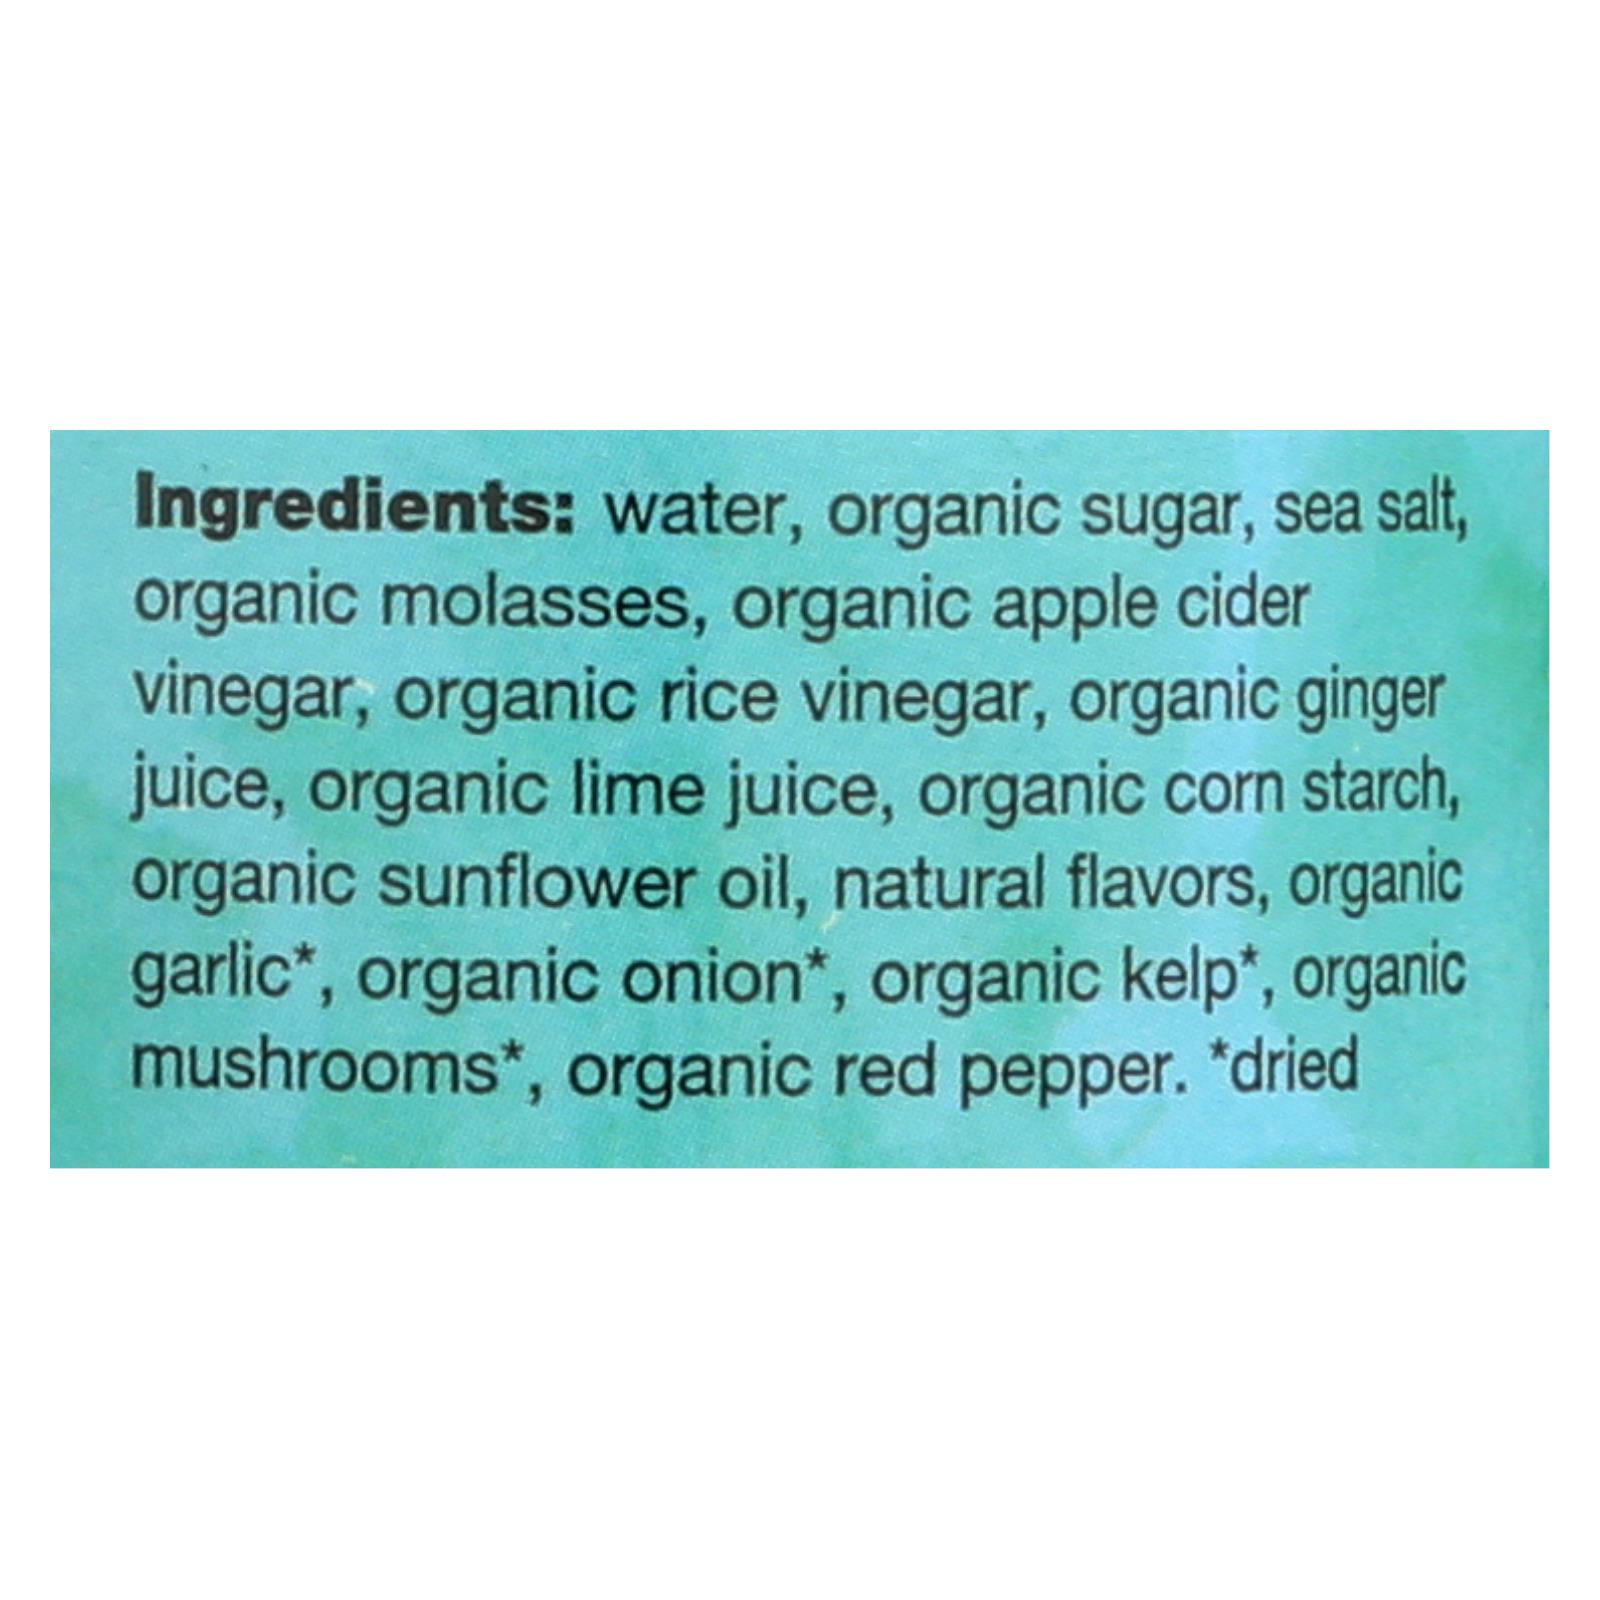 Ingredients: water, organic sugar, sea salt,
organic molasses, organic apple cider
vinegar, organic rice vinegar, organic ginger
juice, organic lime juice, organic corn starch,
organic sunflower oil, natural flavors, organic
garlic*, organic onion*, organic kelp*, organic
mushrooms*, organic red pepper. *dried